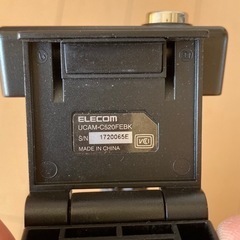 ELECOM
UCAM-C520FEBK
S/N 1720065E
MADE IN CHINA